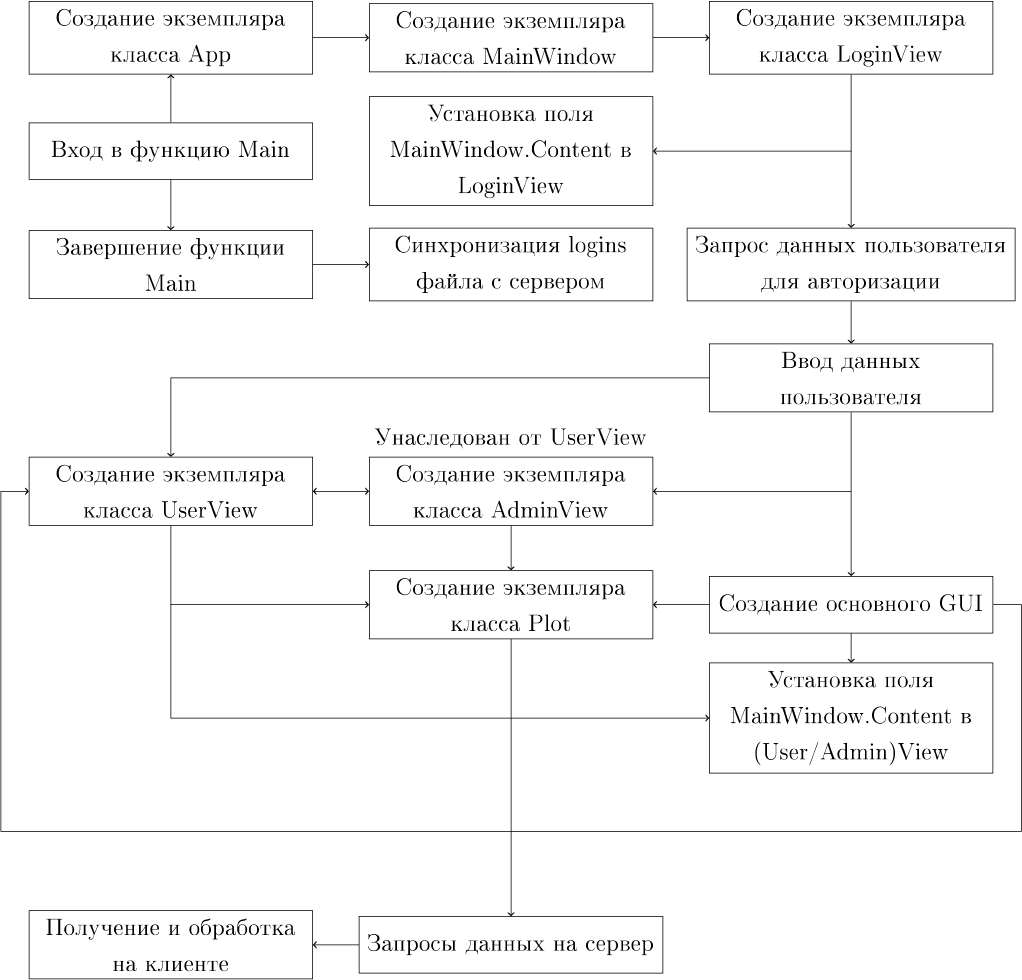 Создание экземпляра
класса App
Создание экземпляра
класса MainWindow
Создание экземпляра
класса LoginView
Установка поля
MainWindow.Content в
LoginView
Вход в функцию Main
Завершение функции
Main
Синхронизация logins
файла с сервером
Запрос данных пользователя
для авторизации
Ввод данных
пользователя
Унаследован от UserView
Создание экземпляра
класса UserView
Создание экземпляра
класса AdminView
Создание экземпляра
класса Plot
Создание основного GUI
Установка поля
MainWindow.Content в
(User/Admin)View
Получение и обработка
на клиенте
Запросы данных на сервер